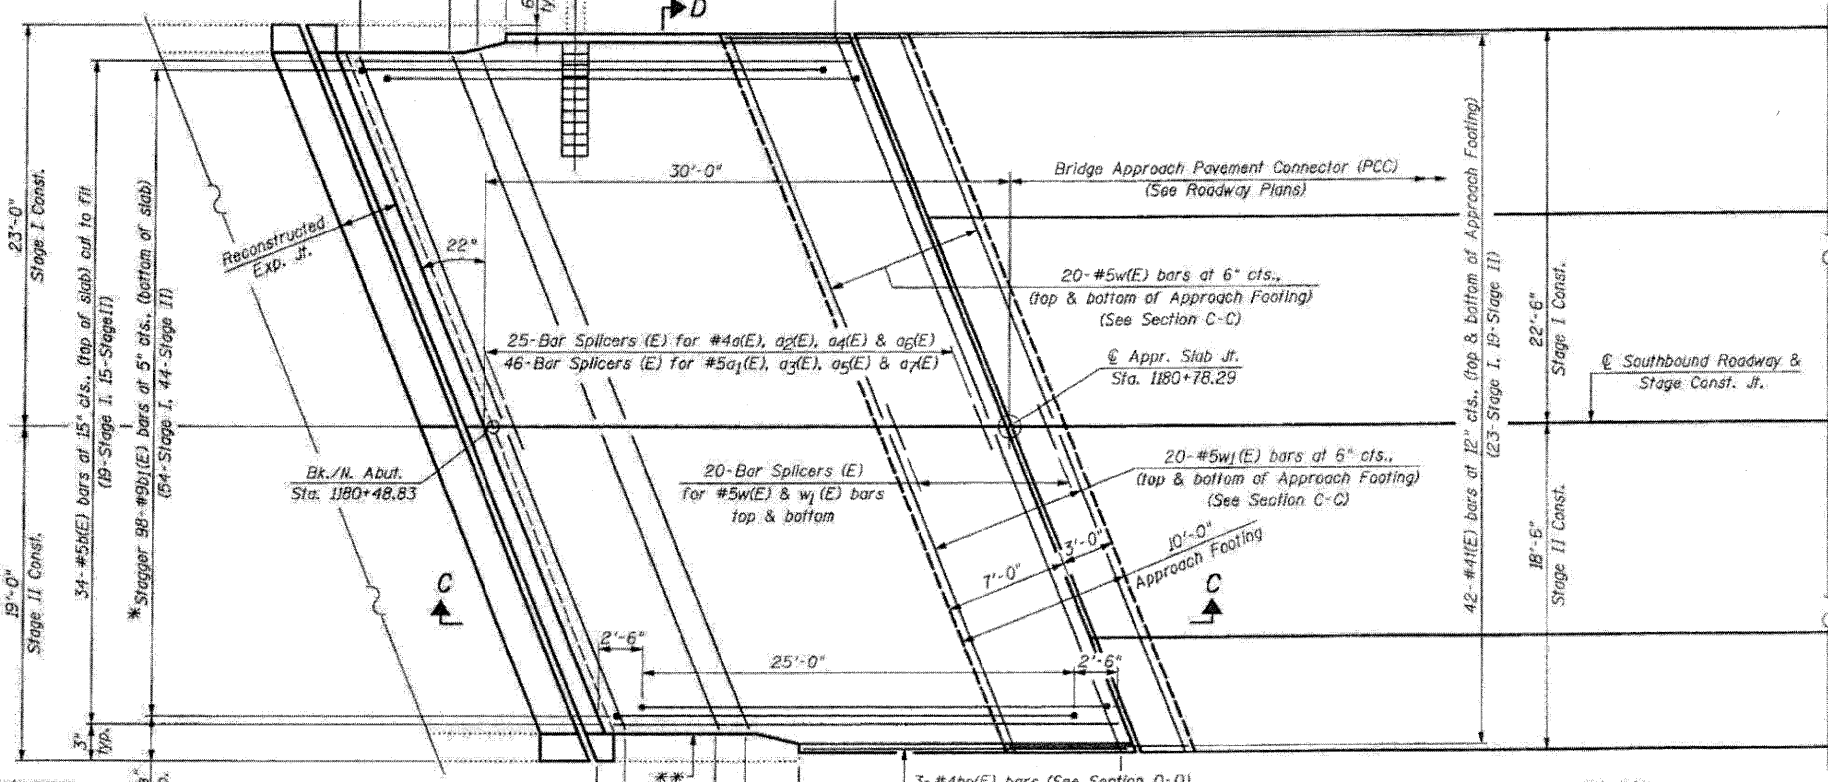 6
typ.
D
23'-0"
Stage I Const.
34-#5b(E) bars at 15" cts., (top of slab) cut to fit
(19-Stage I, 15-Stage II)
*Stagger 98-#9b1(E) bars at 5" cts., (bottom of slab)
(54-Stage I, 44-Stage II)
19'-0"
Stage II Const.
3"
typ.
Reconstructed
Exp. Jt.
22°
30'-0"
Bridge Approach Pavement Connector (PCC)
(See Roadway Plans)
20-#5w(E) bars at 6" cts.,
(top & bottom of Approach Footing)
(See Section C-C)
25-Bar Splicers (E) for #4a(E), a2(E), a4(E) & a6(E)
46-Bar Splicers (E) for #5a1(E), a3(E), a5(E) & a7(E)
℄ Appr. Slab Jt.
Sta. 1180+78.29
42-#4t(E) bars at 12" cts., (top & bottom of Approach Footing)
(23-Stage I, 19-Stage II)
22'-6"
Stage I Const.
℄ Southbound Roadway &
Stage Const. Jt.
Bk./N. Abut.
Sta. 1180+48.83
20-Bar Splicers (E)
for #5w(E) & w1(E) bars
top & bottom
20-#5w1(E) bars at 6" cts.,
(top & bottom of Approach Footing)
(See Section C-C)
18'-6"
Stage II Const.
3'-0"
7'-0"
10'-0"
Approach Footing
C
C
2'-6"
25'-0"
2'-6"
**